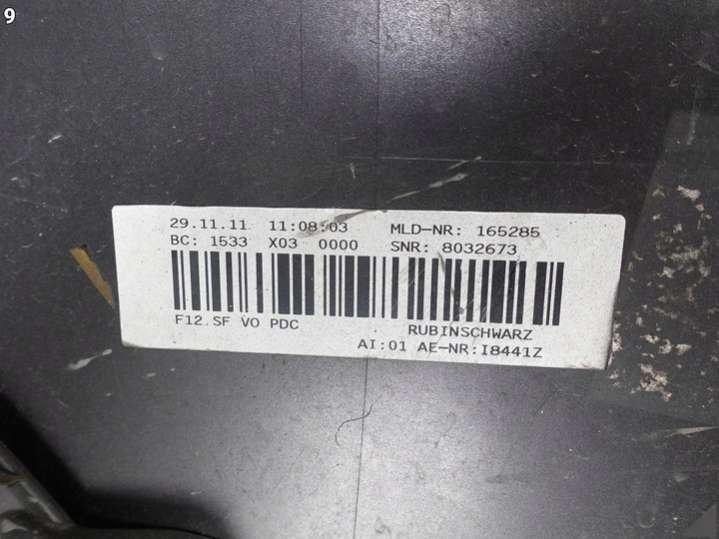 9
29.11.11 11:08:03 MLD-NR: 165285
BC: 1533 X03 0000 SNR: 8032673
F12 SF VO PDC RUBINSCHWARZ
AI:01 AE-NR:I8441Z